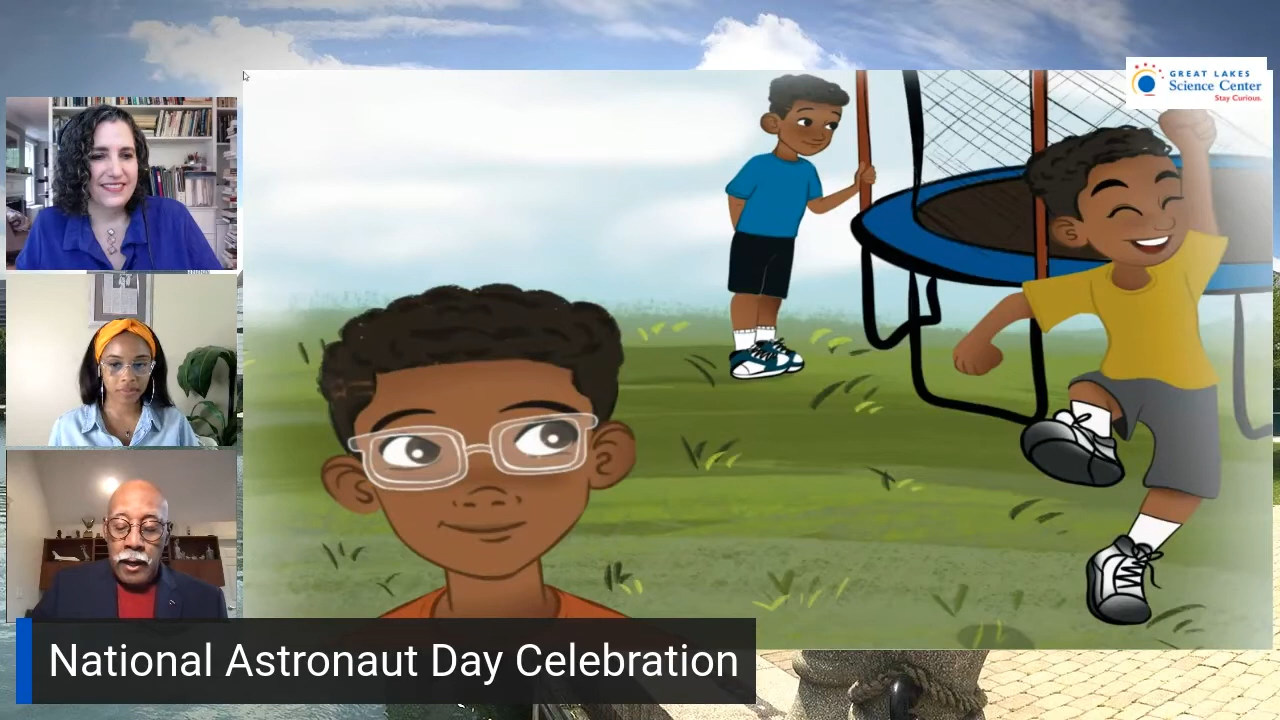 GREAT LAKES
Science Center
Stay Curious.
National Astronaut Day Celebration